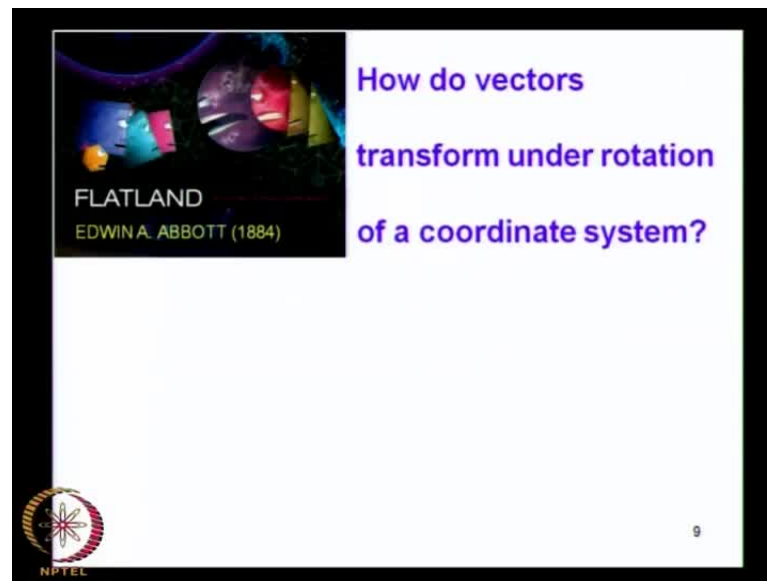 How do vectors
transform under rotation
of a coordinate system?
FLATLAND
EDWIN A. ABBOTT (1884)
9
NPTEL